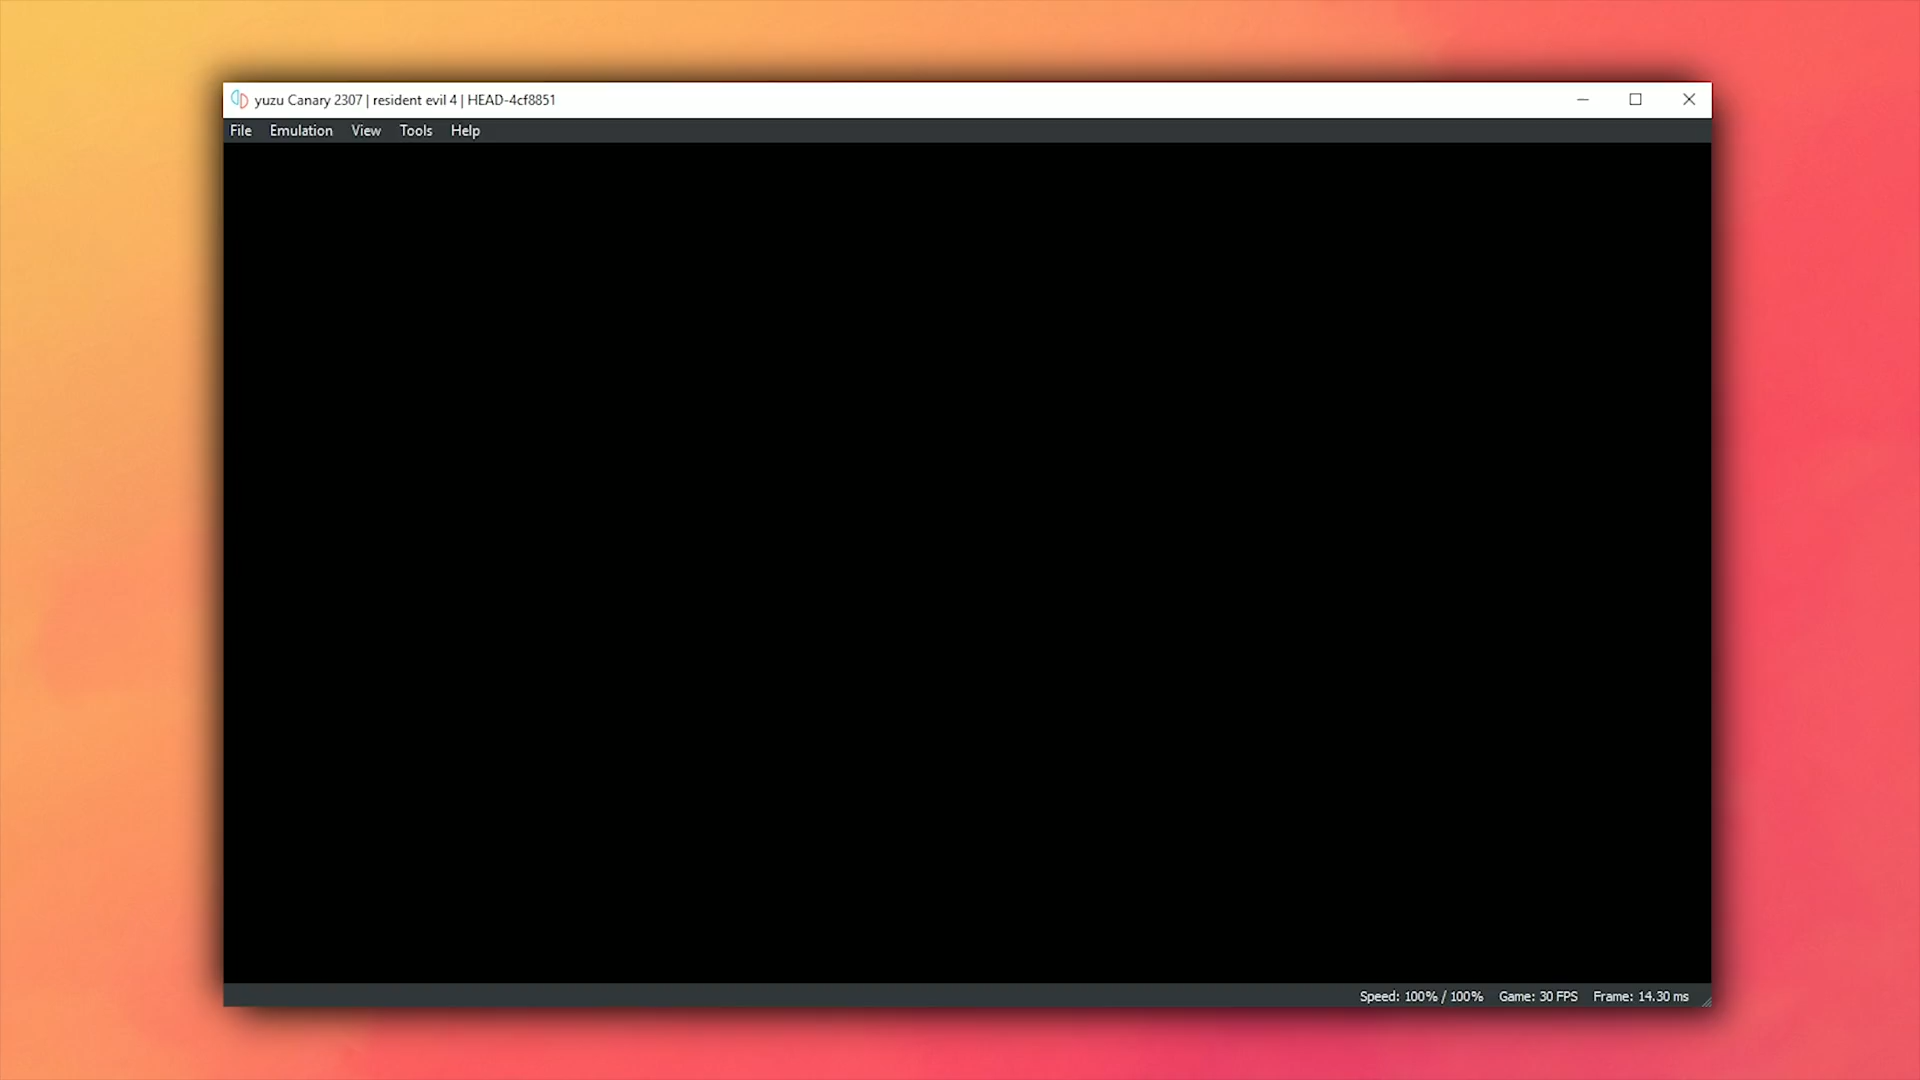 yuzu Canary 2307 | resident evil 4 | HEAD-4cf8851
File Emulation View Tools Help
Speed: 100% / 100% Game: 30 FPS Frame: 14.30 ms